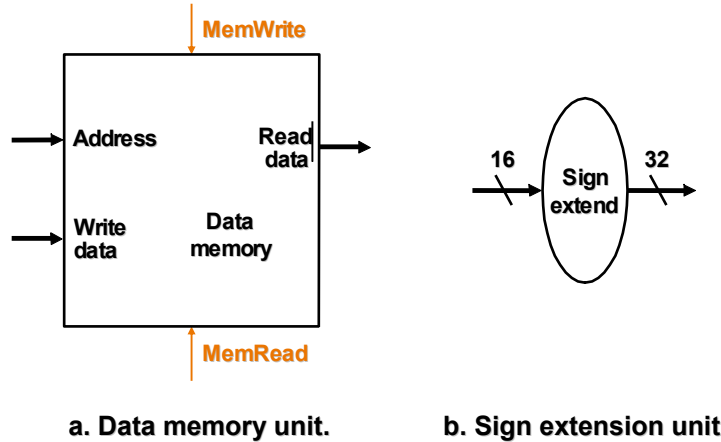 MemWrite
Address
Read
data
Write
data
Data
memory
MemRead
16
32
Sign
extend
a. Data memory unit.
b. Sign extension unit